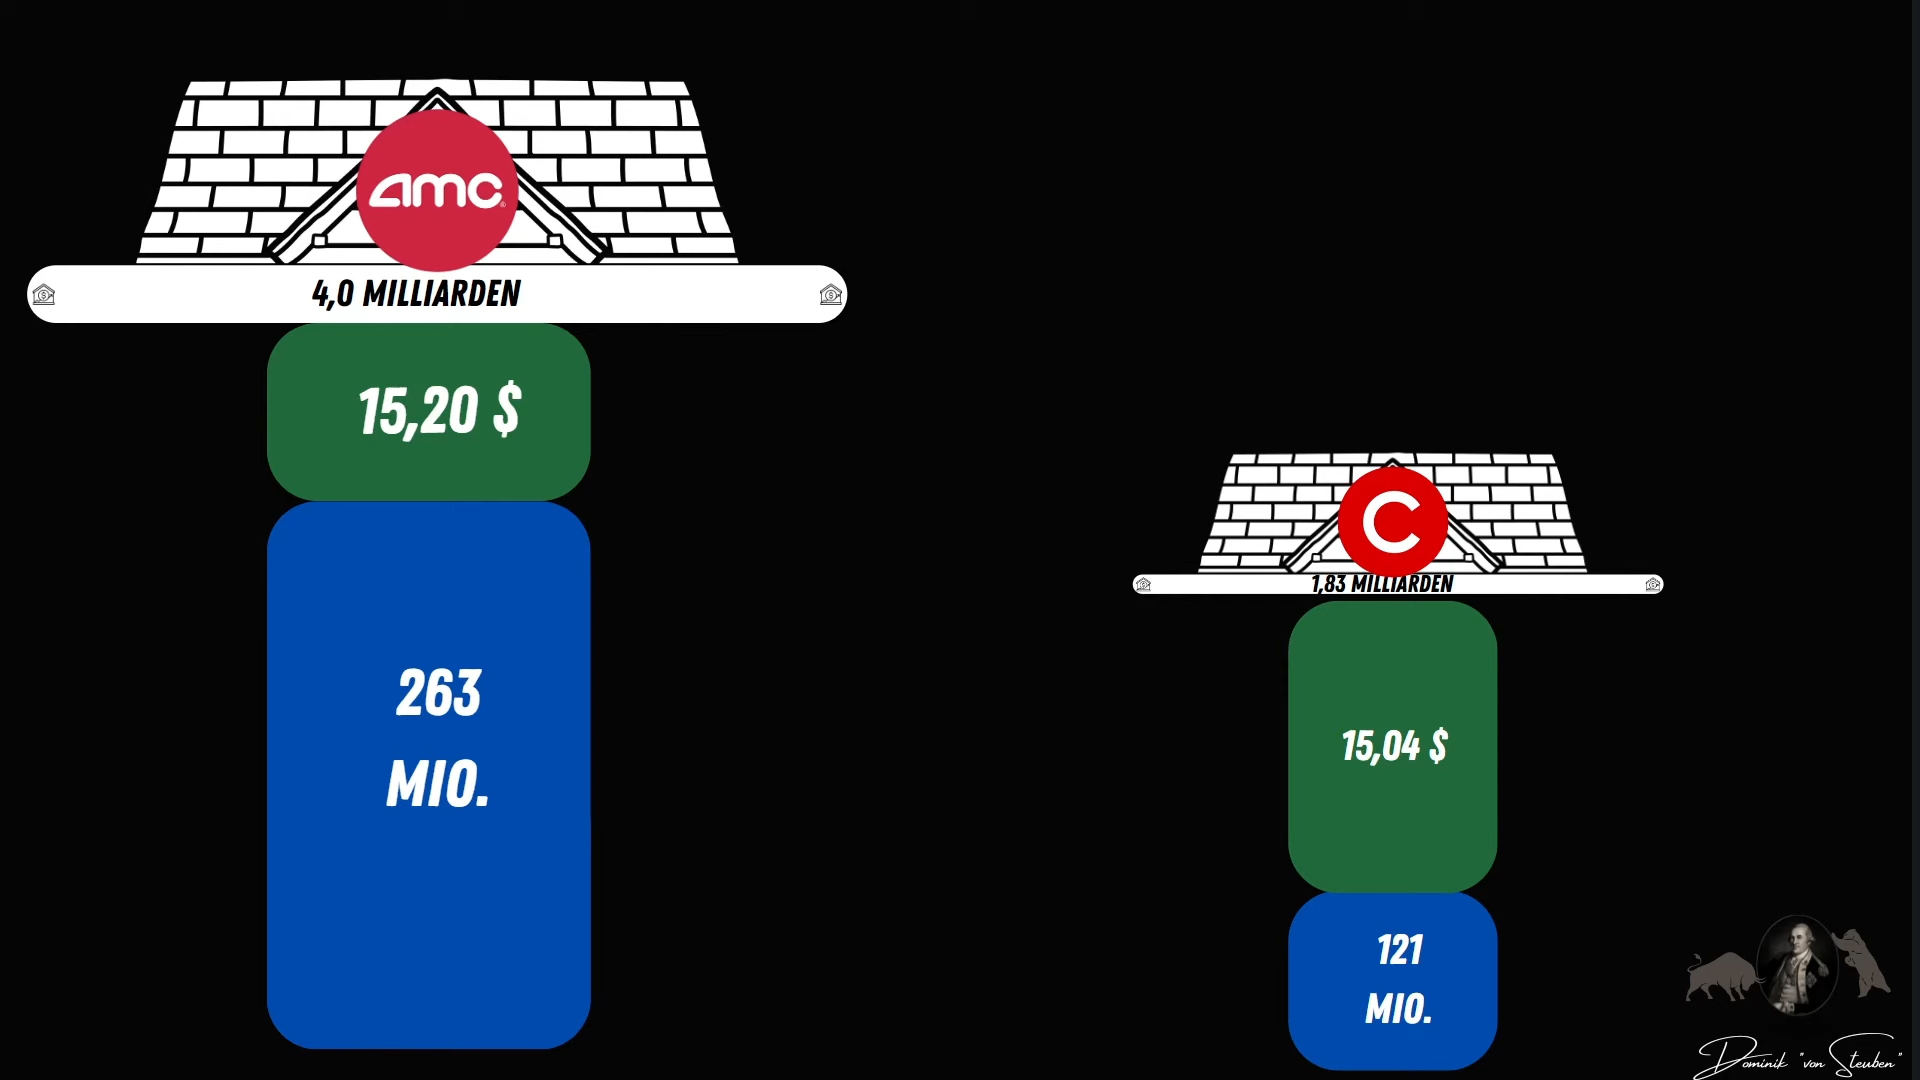 amc
4,0 MILLIARDEN
15,20 $
263
MIO.
C
1,83 MILLIARDEN
15,04 $
121
MIO.
Dominik "von Steuben"